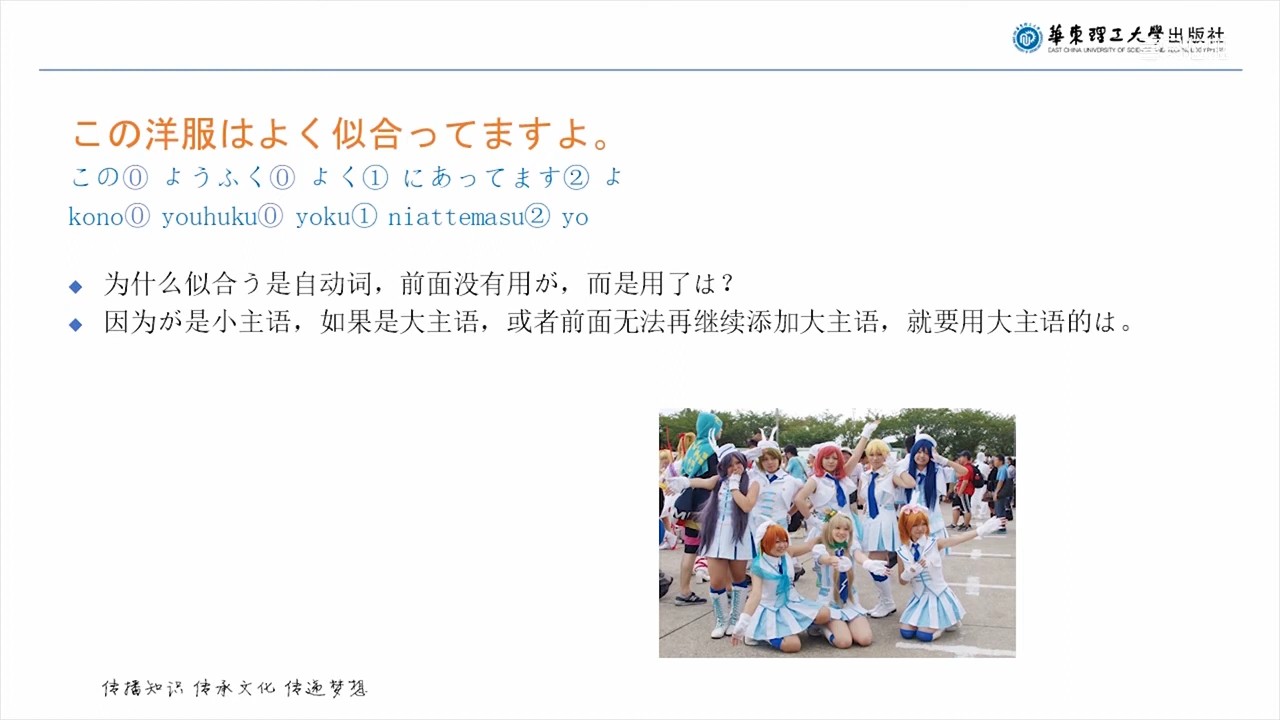 華東理工大學出版社
この洋服はよく似合ってますよ。
この⓪ ようふく⓪ よく① にあってます② よ
kono⓪ youhuku⓪ yoku① niattemasu② yo
◆ 为什么似合う是自动词，前面没有用が，而是用了は？
◆ 因为が是小主语，如果是大主语，或者前面无法再继续添加大主语，就要用大主语的は。
传播知识 传承文化 传递梦想